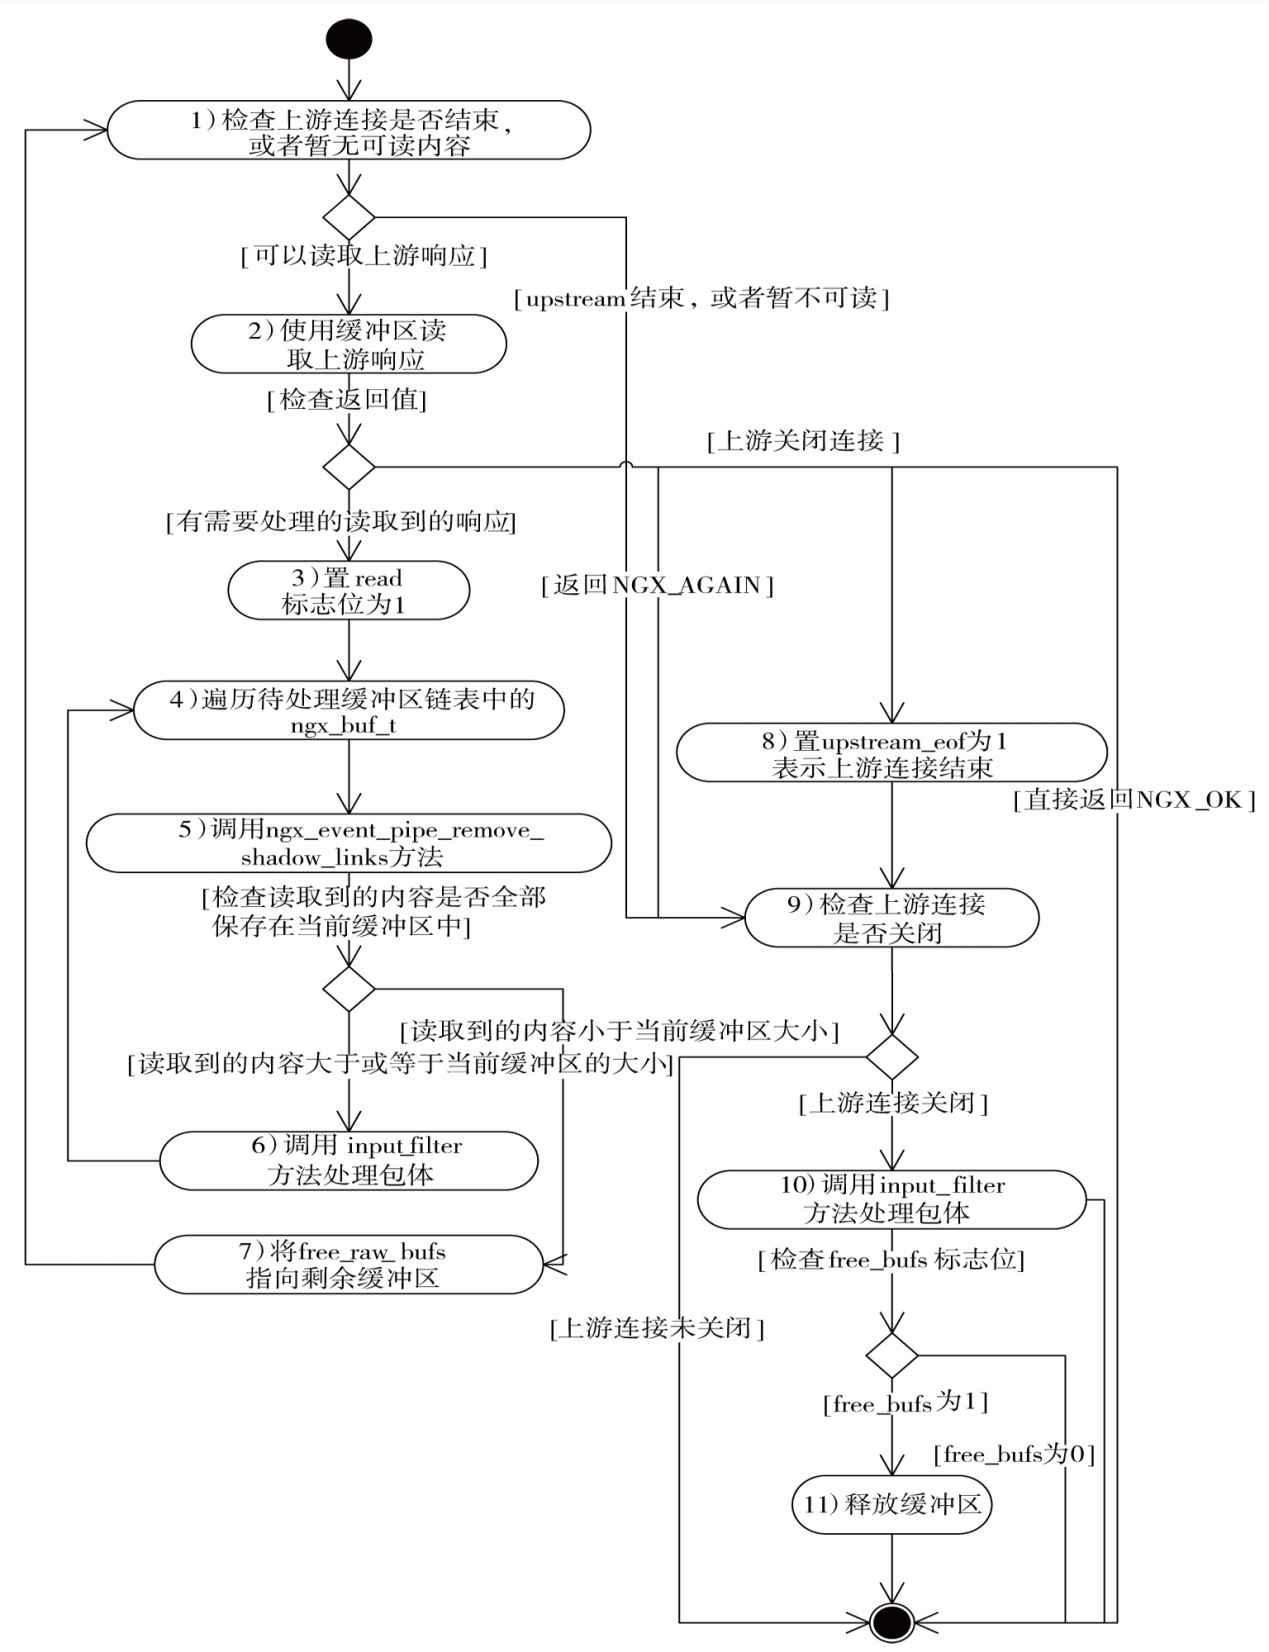 1)检查上游连接是否结束，
或者暂无可读内容
[可以读取上游响应]
[upstream结束，或者暂不可读]
2)使用缓冲区读
取上游响应
[检查返回值]
[上游关闭连接]
[有需要处理的读取到的响应]
3)置read
标志位为1
[返回NGX_AGAIN]
4)遍历待处理缓冲区链表中的
ngx_buf_t
8)置upstream_eof为1
表示上游连接结束
[直接返回NGX_OK]
5)调用ngx_event_pipe_remove_
shadow_links方法
[检查读取到的内容是否全部
保存在当前缓冲区中]
9)检查上游连接
是否关闭
[读取到的内容小于当前缓冲区大小]
[读取到的内容大于或等于当前缓冲区的大小]
[上游连接关闭]
6)调用 input_filter
方法处理包体
10)调用input_filter
方法处理包体
7)将free_raw_bufs
指向剩余缓冲区
[检查free_bufs 标志位]
[上游连接未关闭]
[free_bufs为1]
[free_bufs为0]
11)释放缓冲区